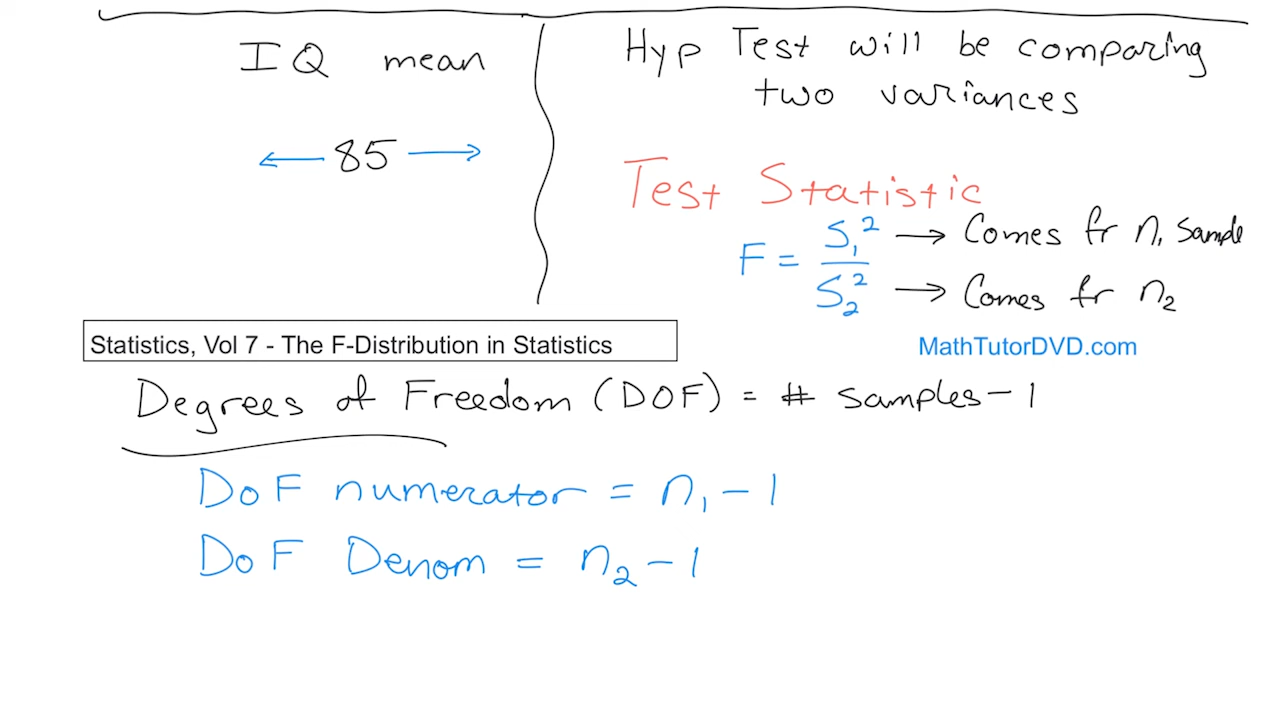 IQ mean
← 85 →
Hyp Test will be comparing
two variances
Test Statistic
F = S₁² / S₂²
→ Comes fr n₁ sample
→ Comes fr n₂
Statistics, Vol 7 - The F-Distribution in Statistics
MathTutorDVD.com
Degrees of Freedom (DOF) = # samples - 1
DoF numerator = n₁ - 1
DoF Denom = n₂ - 1